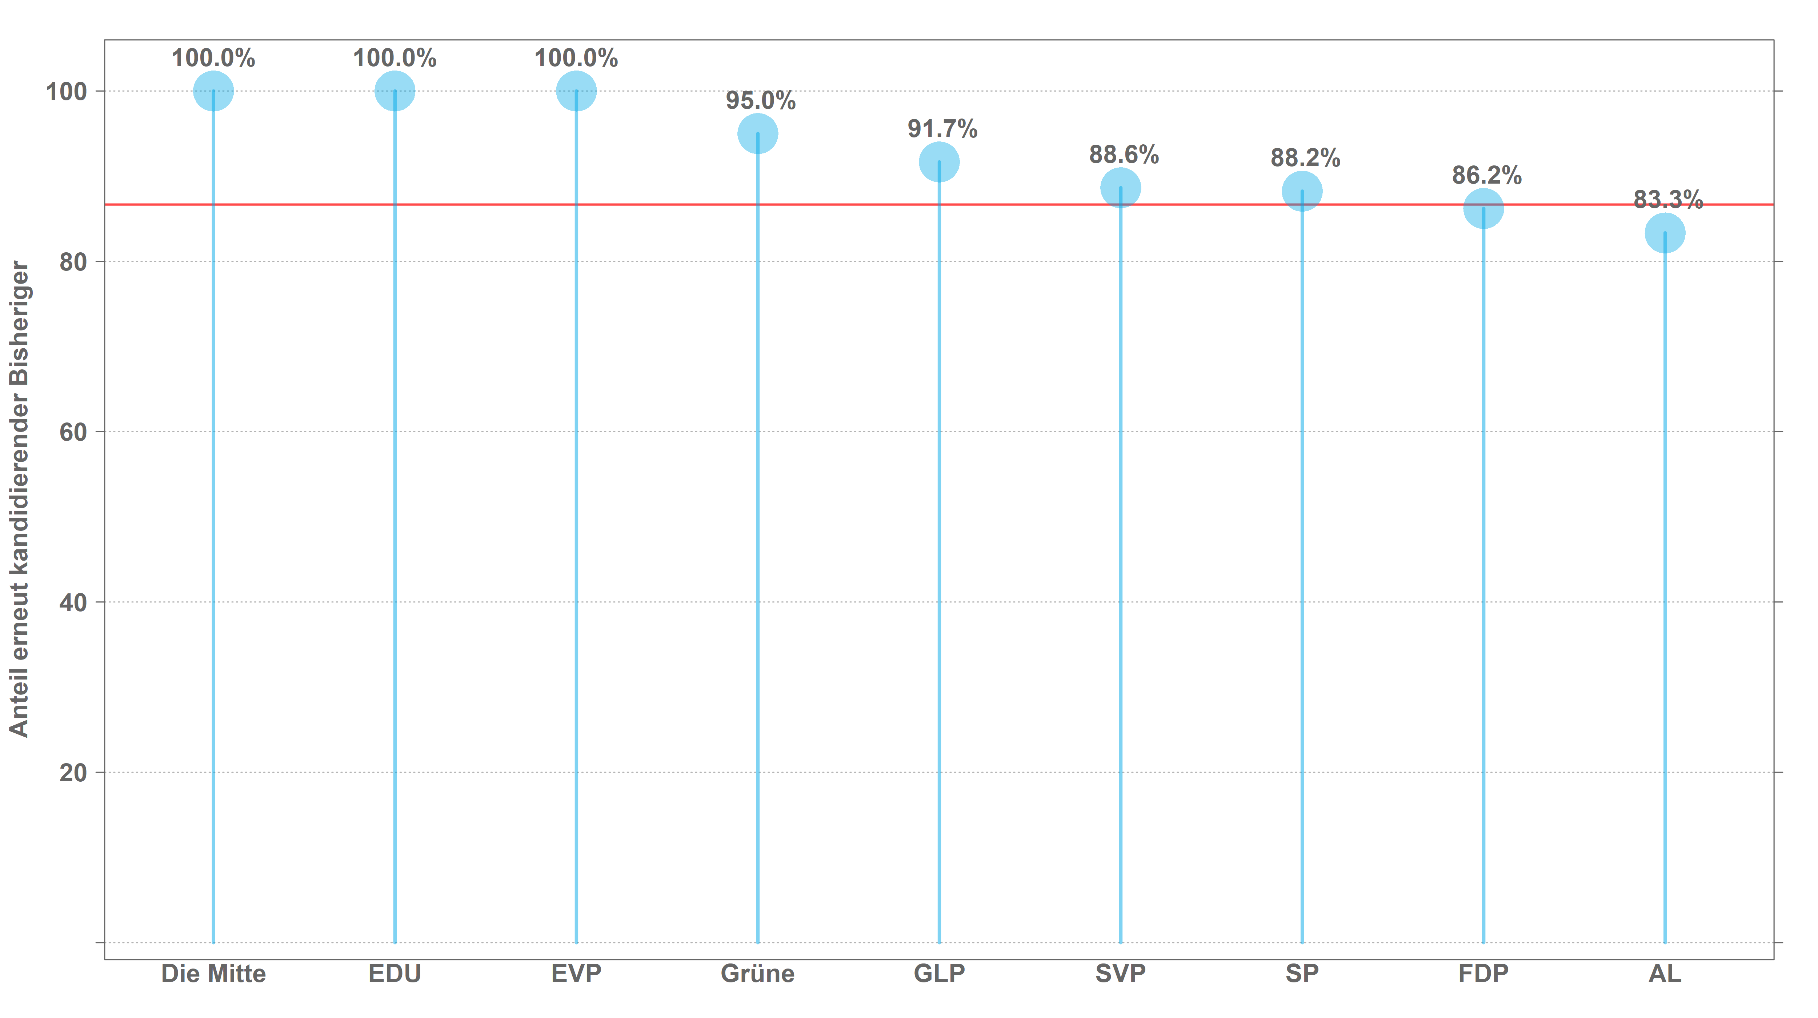 100.0%
100.0%
100.0%
95.0%
91.7%
88.6%
88.2%
86.2%
83.3%
100
80
60
40
20
Anteil erneut kandidierender Bisheriger
Die Mitte
EDU
EVP
Grüne
GLP
SVP
SP
FDP
AL